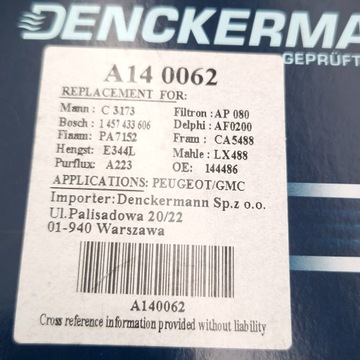 DENCKERMA
GEPRÜFT
A14 0062
REPLACEMENT FOR:
Mann : C 3173 Filtron : AP 080
Bosch : 1 457 433 606 Delphi : AF0200
Fiaam: PA7152 Fram : CA5488
Hengst: E344L Mahle : LX488
Purflux: A223 OE: 144486
APPLICATIONS: PEUGEOT/GMC
Importer: Denckermann Sp.z o.o.
Ul.Palisadowa 20/22
01-940 Warszawa
A140062
Cross reference information provided without liability